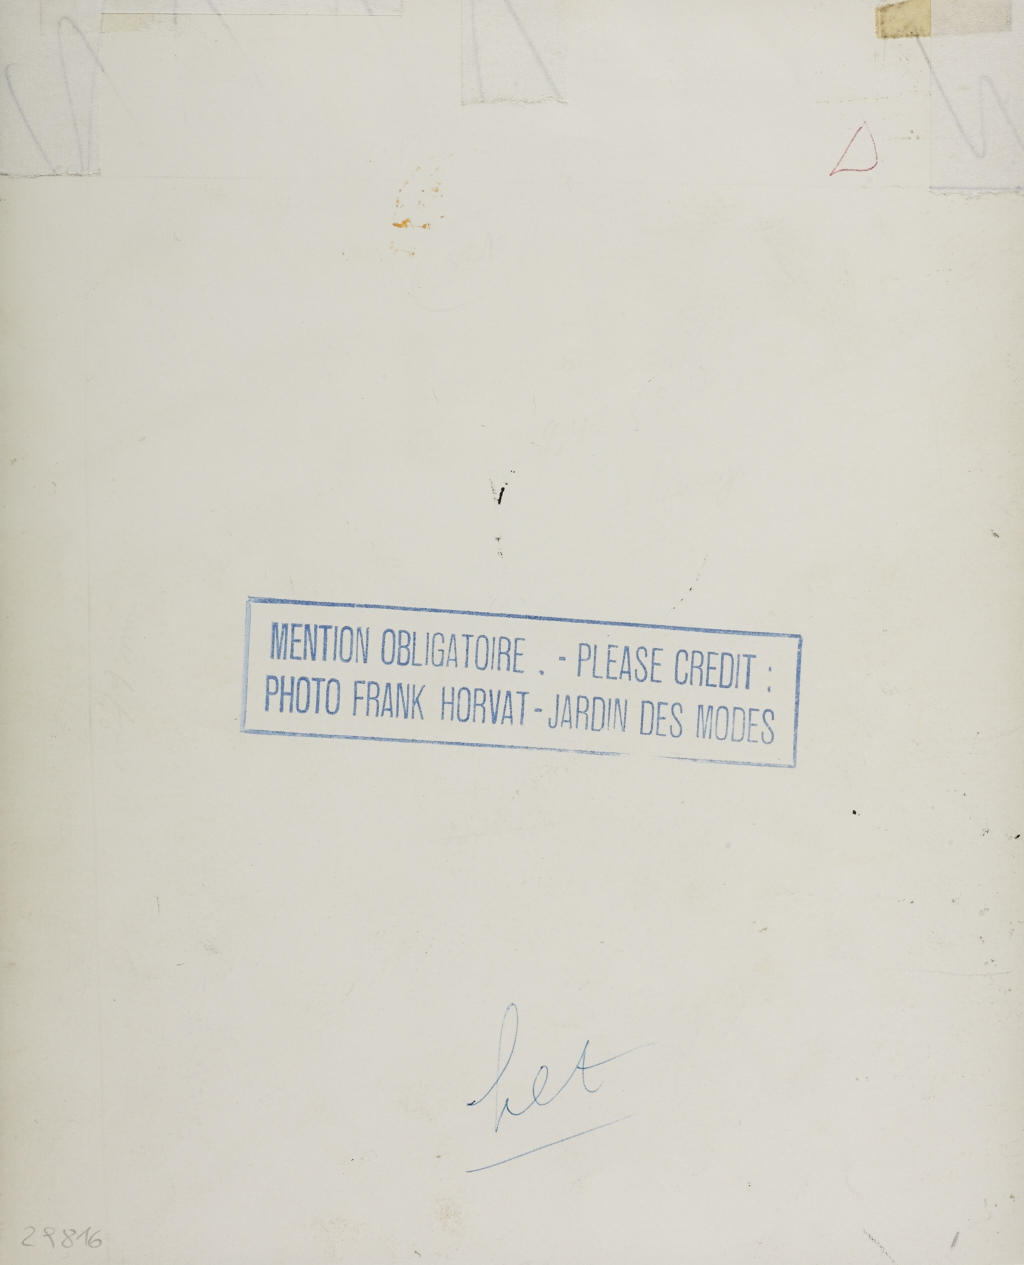 MENTION OBLIGATOIRE . - PLEASE CREDIT :
PHOTO FRANK HORVAT - JARDIN DES MODES
29816